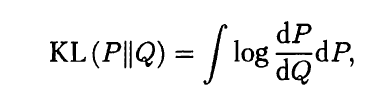 KL (P∥Q) = ∫ log dP/dQ dP,